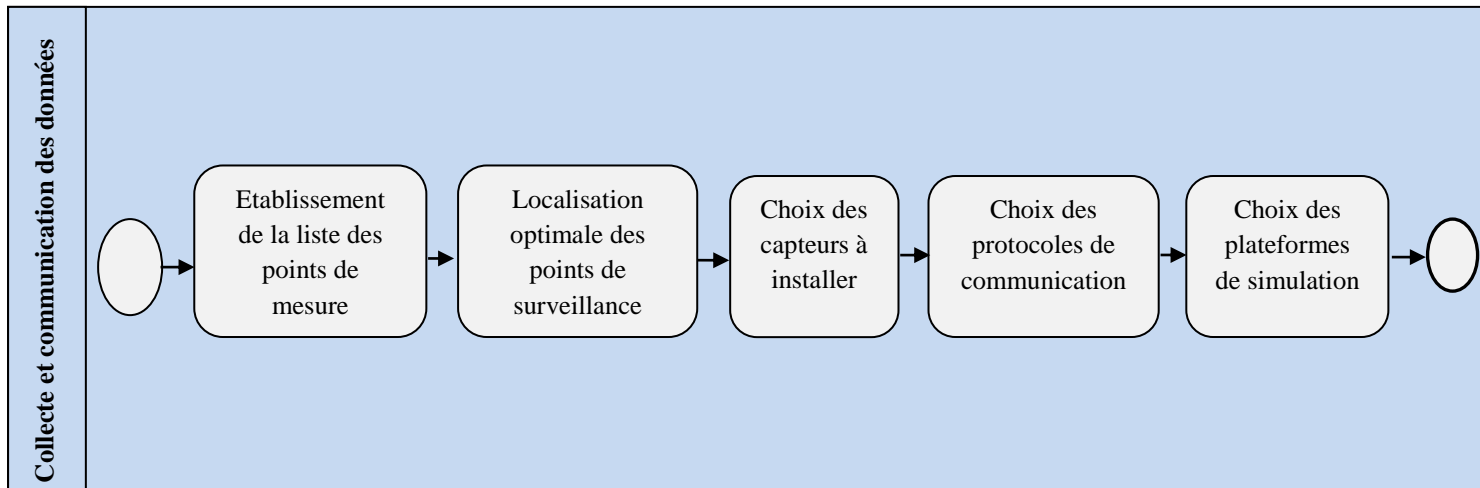 Collecte et communication des données
Etablissement
de la liste des
points de
mesure
Localisation
optimale des
points de
surveillance
Choix des
capteurs à
installer
Choix des
protocoles de
communication
Choix des
plateformes
de simulation